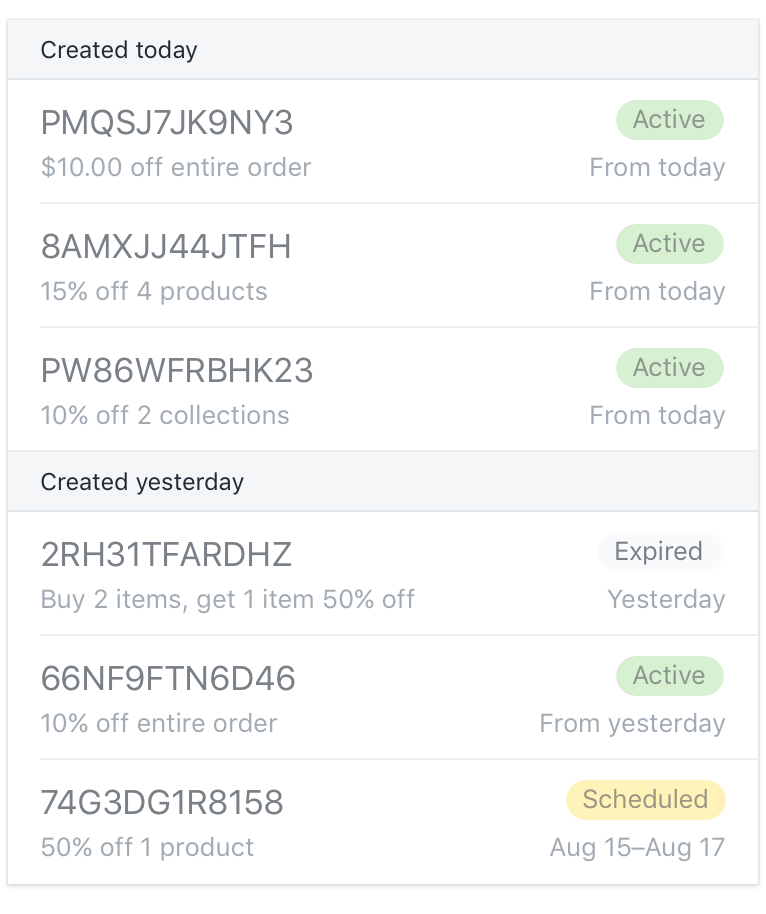 Created today
PMQSJ7JK9NY3
Active
$10.00 off entire order
From today
8AMXJJ44JTFH
Active
15% off 4 products
From today
PW86WFRBHK23
Active
10% off 2 collections
From today
Created yesterday
2RH31TFARDHZ
Expired
Buy 2 items, get 1 item 50% off
Yesterday
66NF9FTN6D46
Active
10% off entire order
From yesterday
74G3DG1R8158
Scheduled
50% off 1 product
Aug 15–Aug 17